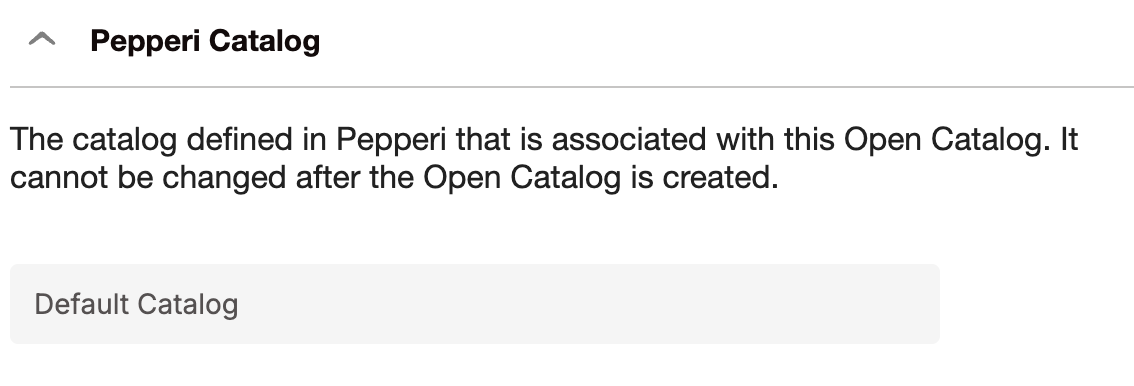 Pepperi Catalog
The catalog defined in Pepperi that is associated with this Open Catalog. It
cannot be changed after the Open Catalog is created.
Default Catalog